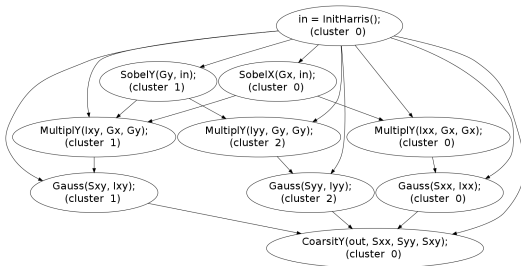 in = InitHarris();
(cluster 0)
SobelY(Gy, in);
(cluster 1)
SobelX(Gx, in);
(cluster 0)
MultiplY(Ixy, Gx, Gy);
(cluster 1)
MultiplY(Iyy, Gy, Gy);
(cluster 2)
MultiplY(Ixx, Gx, Gx);
(cluster 0)
Gauss(Sxy, Ixy);
(cluster 1)
Gauss(Syy, Iyy);
(cluster 2)
Gauss(Sxx, Ixx);
(cluster 0)
CoarsitY(out, Sxx, Syy, Sxy);
(cluster 0)